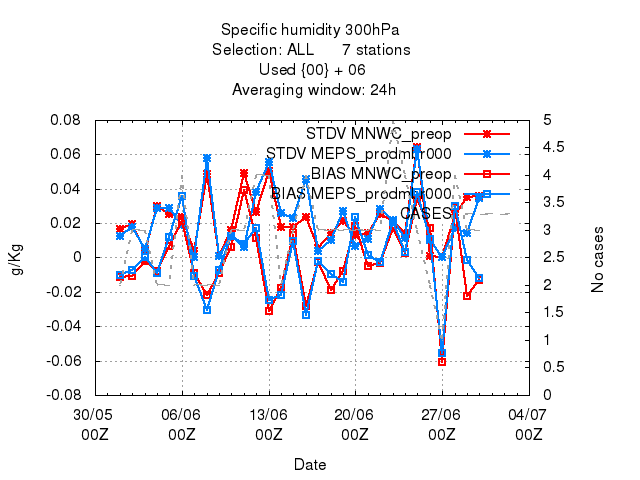 Specific humidity 300hPa
Selection: ALL 7 stations
Used {00} + 06
Averaging window: 24h
STDV MNWC_preop
STDV MEPS_prodmbr000
BIAS MNWC_preop
BIAS MEPS_prodmbr000
CASES
g/Kg
0.08
0.06
0.04
0.02
0
-0.02
-0.04
-0.06
-0.08
No cases
5
4.5
4
3.5
3
2.5
2
1.5
1
0.5
0
30/05 06/06 13/06 20/06 27/06 04/07
00Z 00Z 00Z 00Z 00Z 00Z
Date